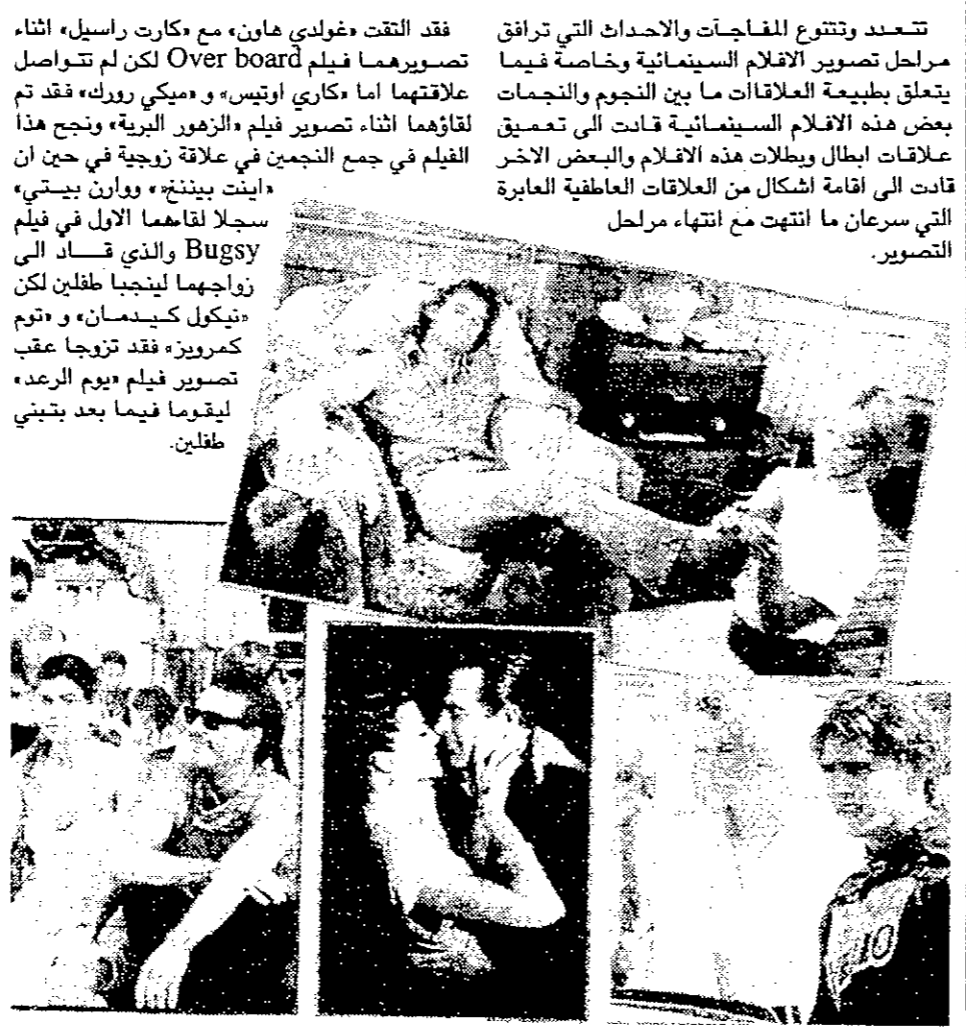 تتعدد وتتنوع المفاجآت والاحداث التي ترافق
مراحل تصوير الافلام السينمائية وخاصة فيما
يتعلق بطبيعة العلاقاات ما بين النجوم والنجمات
بعض هذه الافلام السينمائية قادت الى تعميق
علاقات ابطال وبطلات هذه الافلام والبعض الاخر
قادت الى اقامة اشكال من العلاقات العاطفية العابرة
التي سرعان ما انتهت مع انتهاء مراحل
التصوير.
فقد التقت «غولدي هاون» مع «كارت راسيل» اثناء
تصويرهما فيلم Over board لكن لم تتواصل
علاقتهما اما «كاري اوتيس» و «ميكي رورك» فقد تم
لقاؤهما اثناء تصوير فيلم «الزهور البرية» ونجح هذا
الفيلم في جمع النجمين في علاقة زوجية في حين ان
«اينت بيننغ» » ووارن بيتي»
سجلا لقاءهما الاول في فيلم
Bugsy والذي قاد الى
زواجهما لينجبا طفلين لكن
«نيكول كيدمان» و «توم
كمرويز» فقد تزوجا عقب
تصوير فيلم «يوم الرعد»
ليقوما فيما بعد بتبني
طفلين.
10